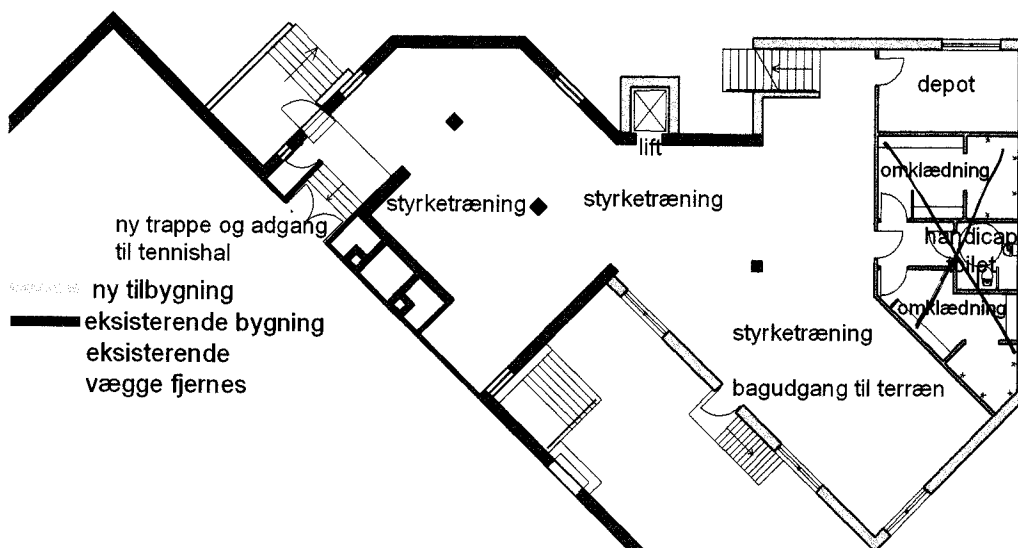 depot
lift
omklædning
styrketræning
styrketræning
ny trappe og adgang
til tennishal
handicap
toilet
ny tilbygning
omklædning
eksisterende bygning
styrketræning
eksisterende
vægge fjernes
bagudgang til terræn